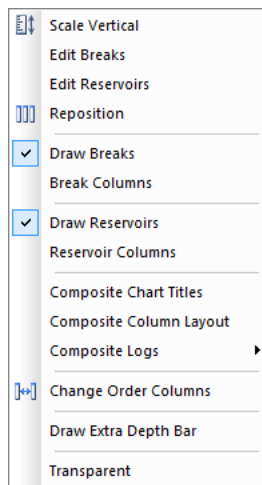 Scale Vertical
Edit Breaks
Edit Reservoirs
Reposition
Draw Breaks
Break Columns
Draw Reservoirs
Reservoir Columns
Composite Chart Titles
Composite Column Layout
Composite Logs
Change Order Columns
Draw Extra Depth Bar
Transparent